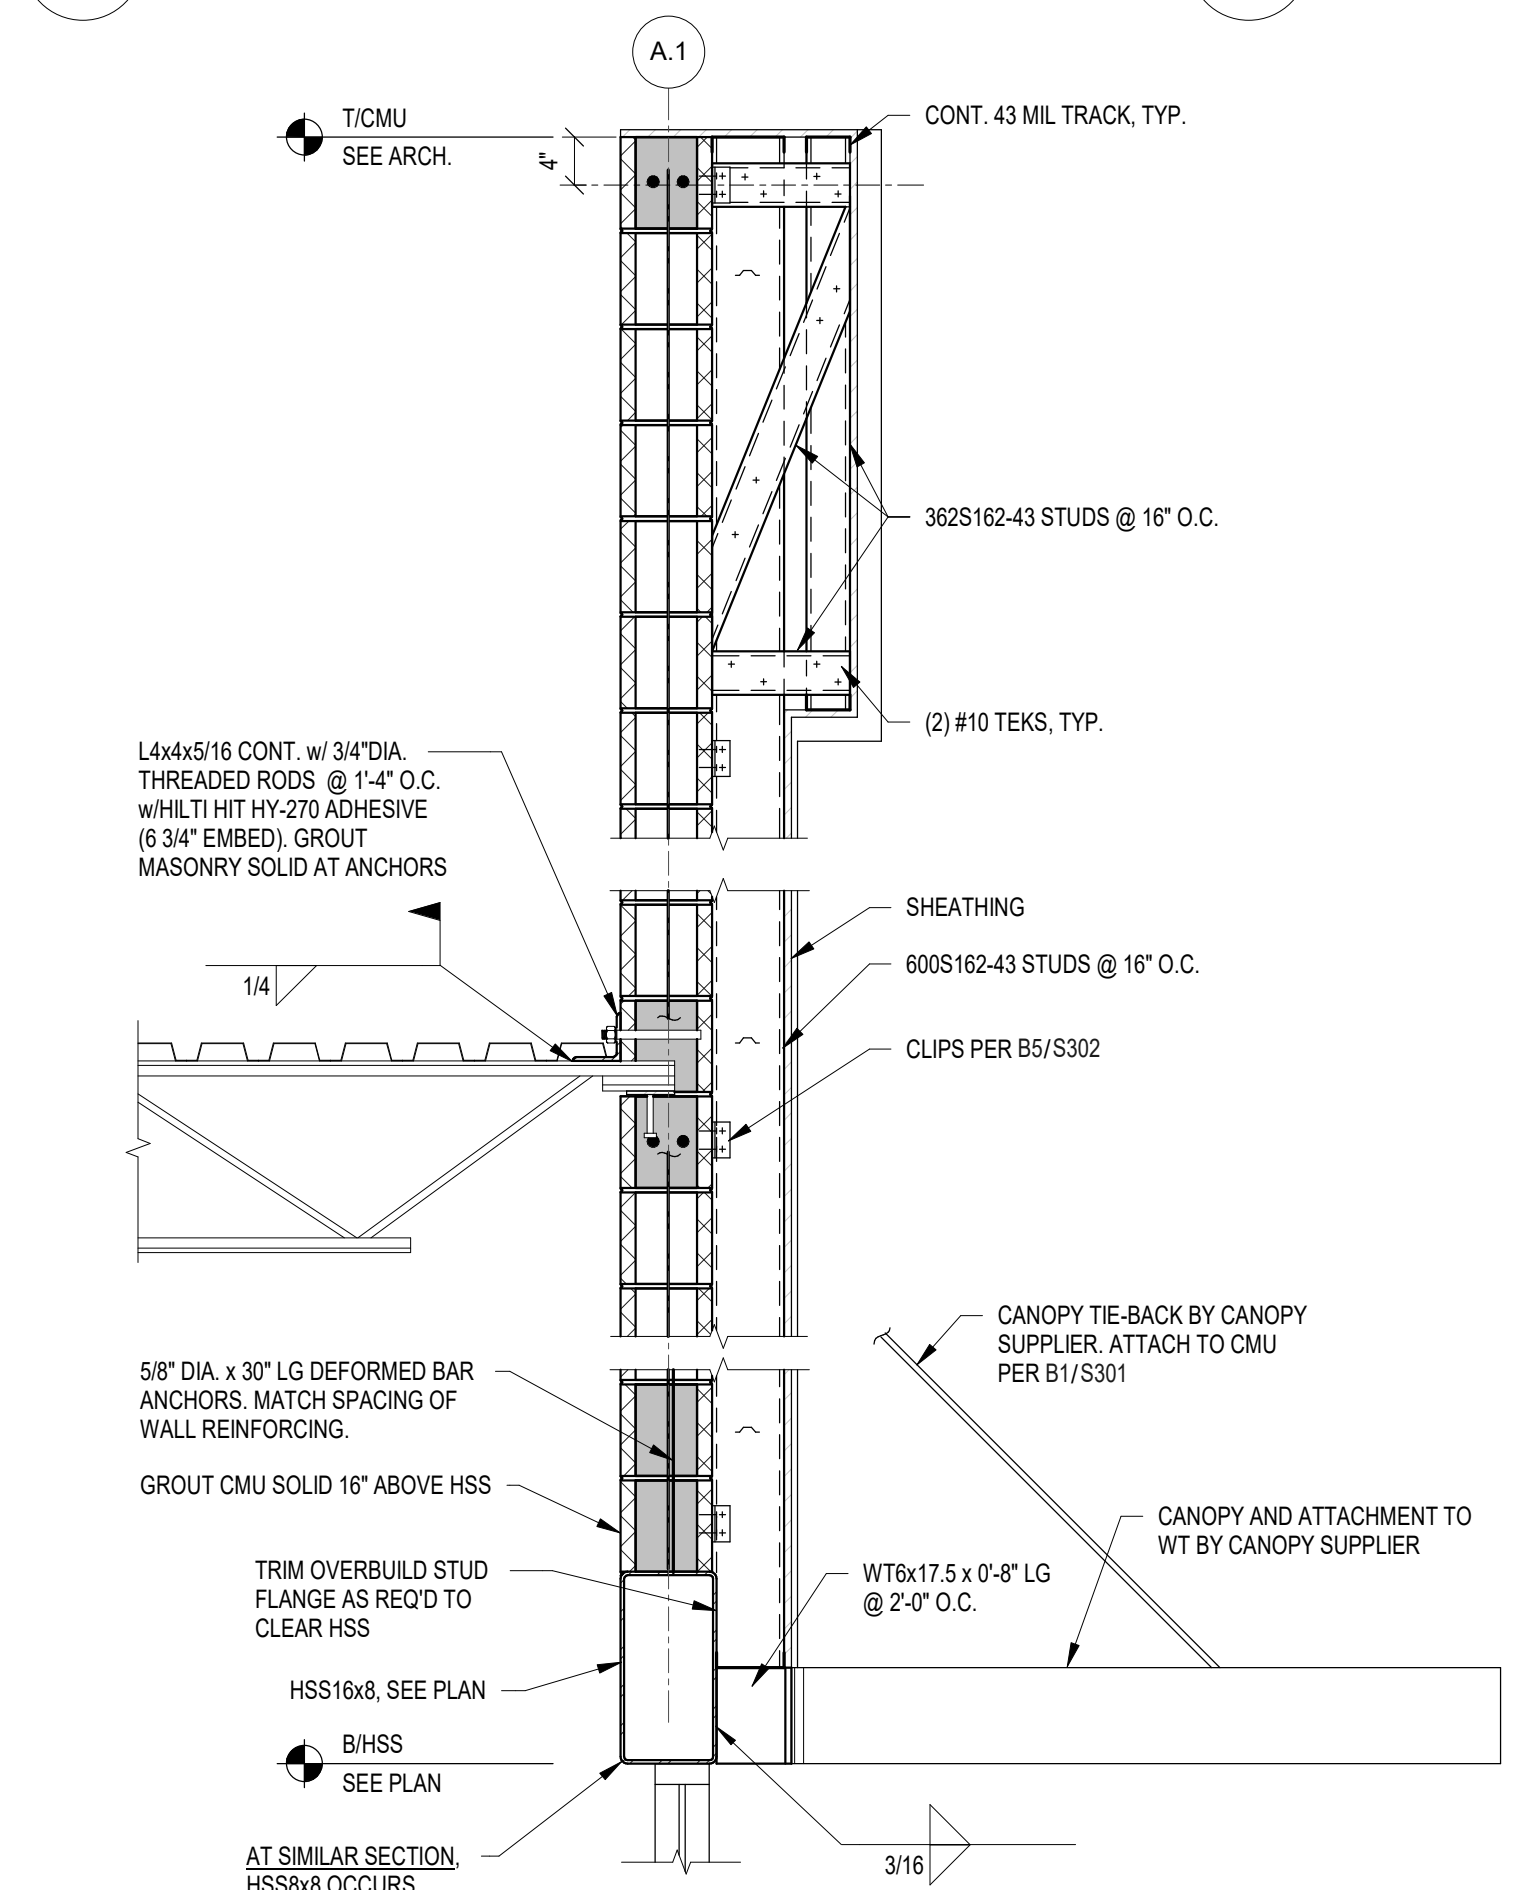 A.1
T/CMU
SEE ARCH.
4"
CONT. 43 MIL TRACK, TYP.
362S162-43 STUDS @ 16" O.C.
(2) #10 TEKS, TYP.
L4x4x5/16 CONT. w/ 3/4"DIA.
THREADED RODS @ 1'-4" O.C.
w/HILTI HIT HY-270 ADHESIVE
(6 3/4" EMBED). GROUT
MASONRY SOLID AT ANCHORS
1/4
SHEATHING
600S162-43 STUDS @ 16" O.C.
CLIPS PER B5/S302
CANOPY TIE-BACK BY CANOPY
SUPPLIER. ATTACH TO CMU
PER B1/S301
5/8" DIA. x 30" LG DEFORMED BAR
ANCHORS. MATCH SPACING OF
WALL REINFORCING.
GROUT CMU SOLID 16" ABOVE HSS
CANOPY AND ATTACHMENT TO
WT BY CANOPY SUPPLIER
TRIM OVERBUILD STUD
FLANGE AS REQ'D TO
CLEAR HSS
WT6x17.5 x 0'-8" LG
@ 2'-0" O.C.
HSS16x8, SEE PLAN
B/HSS
SEE PLAN
3/16
AT SIMILAR SECTION,
HSS8x8 OCCURS